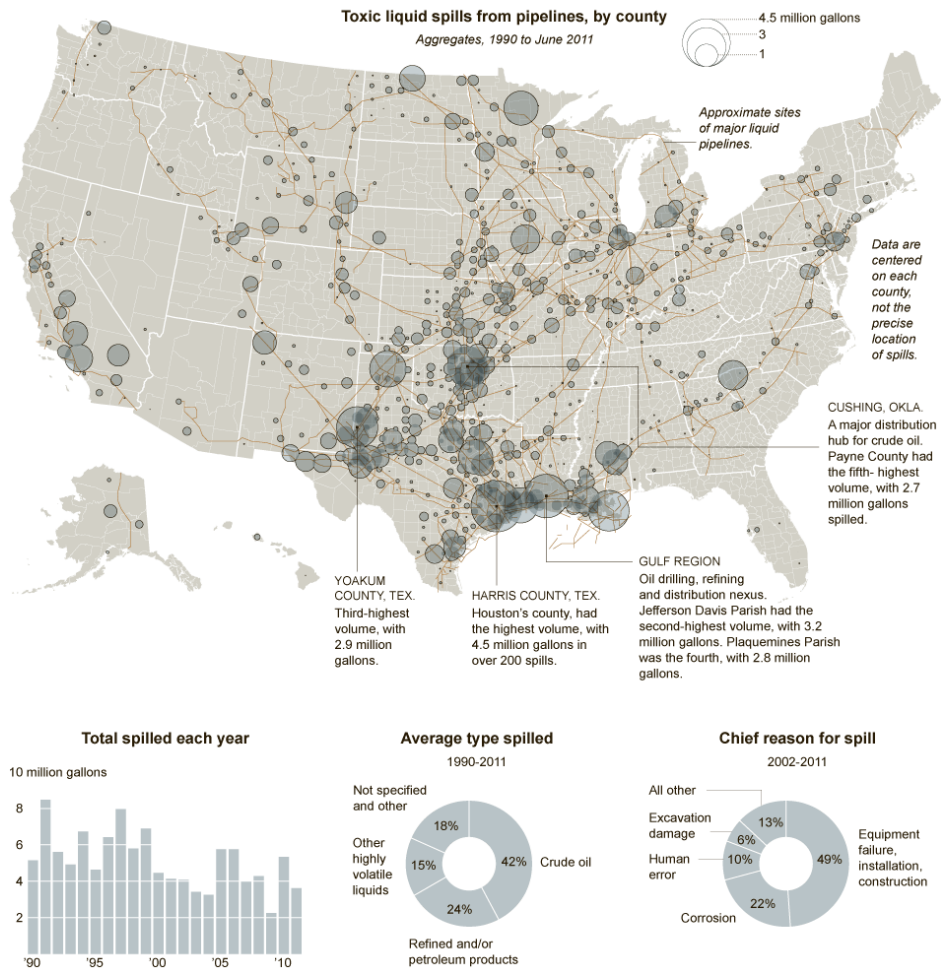 Toxic liquid spills from pipelines, by county
Aggregates, 1990 to June 2011
4.5 million gallons
3
1
Approximate sites
of major liquid
pipelines.
Data are
centered
on each
county,
not the
precise
location
of spills.
CUSHING, OKLA.
A major distribution
hub for crude oil.
Payne County had
the fifth- highest
volume, with 2.7
million gallons
spilled.
YOAKUM
COUNTY, TEX.
Third-highest
volume, with
2.9 million
gallons.
HARRIS COUNTY, TEX.
Houston's county, had
the highest volume, with
4.5 million gallons in
over 200 spills.
GULF REGION
Oil drilling, refining
and distribution nexus.
Jefferson Davis Parish had the
second-highest volume, with 3.2
million gallons. Plaquemines Parish
was the fourth, with 2.8 million
gallons.
Total spilled each year
10 million gallons
8
6
4
2
'90
'95
'00
'05
'10
Average type spilled
1990-2011
Not specified
and other
18%
Other
highly
volatile
liquids
15%
42%
Crude oil
24%
Refined and/or
petroleum products
Chief reason for spill
2002-2011
All other
13%
Excavation
damage
6%
Human
error
10%
49%
Equipment
failure,
installation,
construction
22%
Corrosion